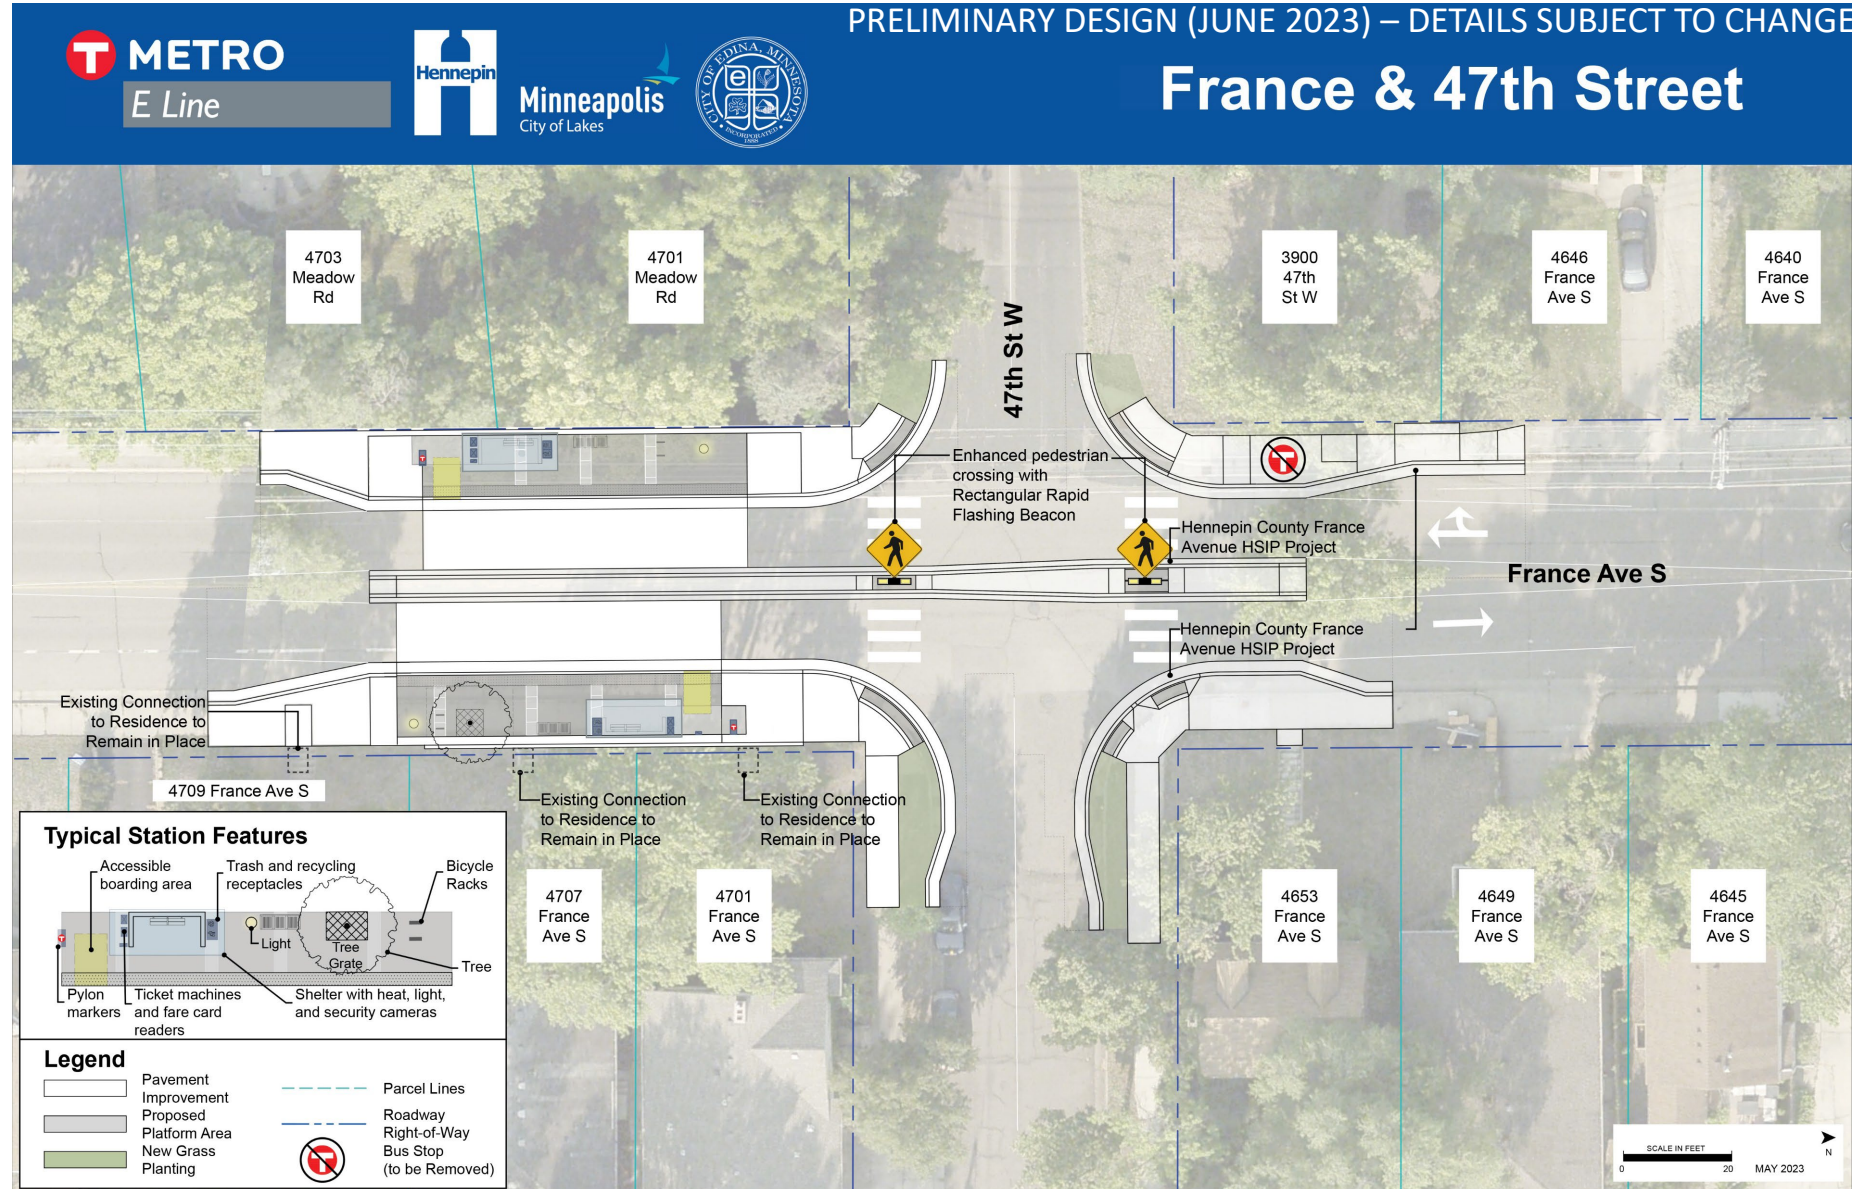 PRELIMINARY DESIGN (JUNE 2023) – DETAILS SUBJECT TO CHANGE
T METRO
E Line
Hennepin
Minneapolis
City of Lakes
CITY OF EDINA, MINNESOTA
e
INCORPORATED
1888
France & 47th Street
4703
Meadow
Rd
4701
Meadow
Rd
47th St W
3900
47th
St W
4646
France
Ave S
4640
France
Ave S
Enhanced pedestrian
crossing with
Rectangular Rapid
Flashing Beacon
T
T
Hennepin County France
Avenue HSIP Project
France Ave S
Hennepin County France
Avenue HSIP Project
Existing Connection
to Residence to
Remain in Place
T
4709 France Ave S
Existing Connection
to Residence to
Remain in Place
Existing Connection
to Residence to
Remain in Place
4707
France
Ave S
4701
France
Ave S
4653
France
Ave S
4649
France
Ave S
4645
France
Ave S
Typical Station Features
Accessible
boarding area
Trash and recycling
receptacles
Bicycle
Racks
T
Light
Tree
Grate
Tree
Pylon
markers
Ticket machines
and fare card
readers
Shelter with heat, light,
and security cameras
Legend
Pavement
Improvement
Proposed
Platform Area
New Grass
Planting
Parcel Lines
Roadway
Right-of-Way
T
Bus Stop
(to be Removed)
SCALE IN FEET
0 20
MAY 2023
N